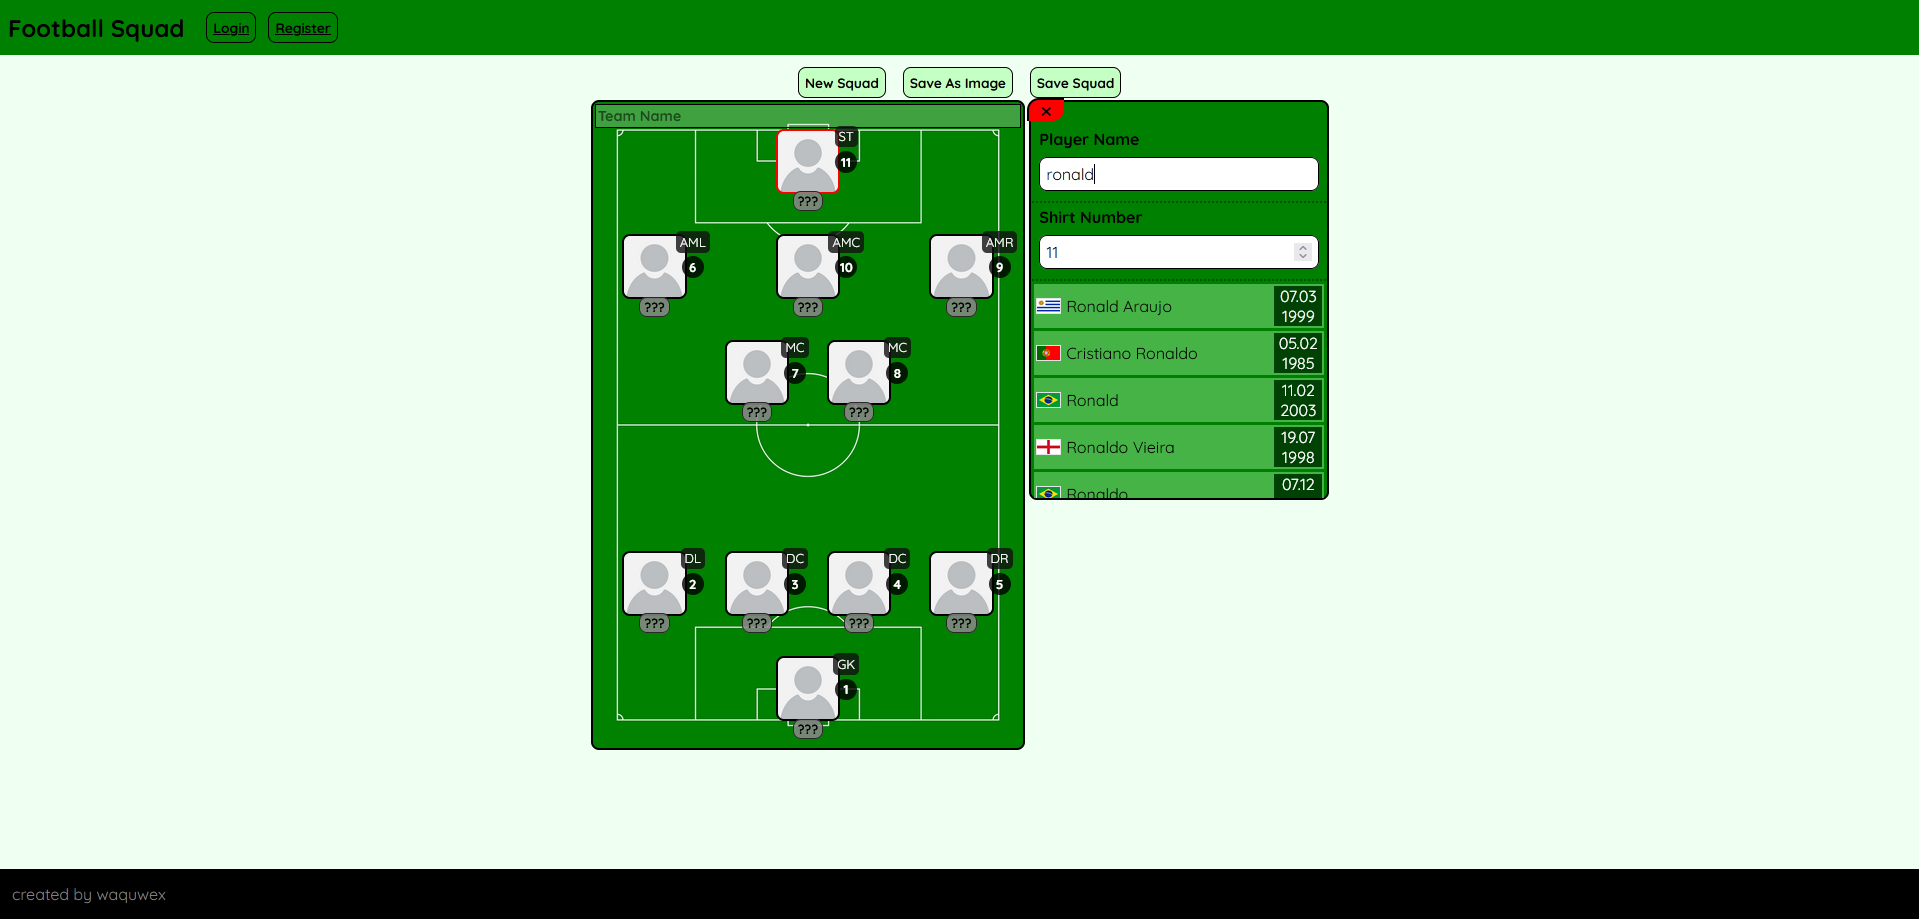 Football Squad Login Register
New Squad Save As Image Save Squad
Team Name
ST
11
???
AML
6
???
AMC
10
???
AMR
9
???
MC
7
???
MC
8
???
DL
2
???
DC
3
???
DC
4
???
DR
5
???
GK
1
???
Player Name
ronald
Shirt Number
11
Ronald Araujo 07.03
1999
Cristiano Ronaldo 05.02
1985
Ronald 11.02
2003
Ronaldo Vieira 19.07
1998
Ronaldo 07.12
created by waquwex